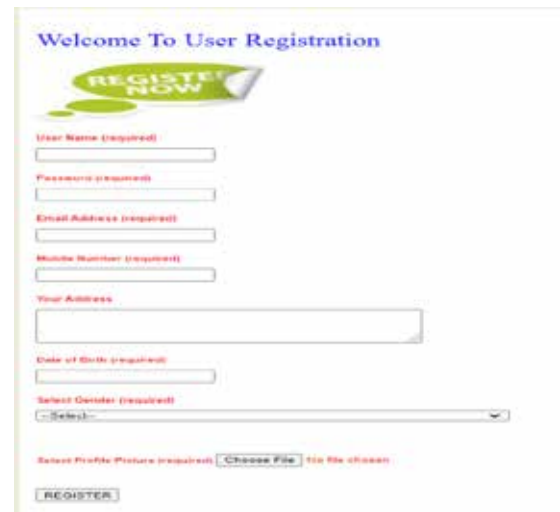 Welcome To User Registration
REGISTER
NOW
User Name (required)
Password (required)
Email Address (required)
Mobile Number (required)
Your Address
Date of Birth (required)
Select Gender (required)
--Select--
Select Profile Picture (required) Choose File No file chosen
REGISTER